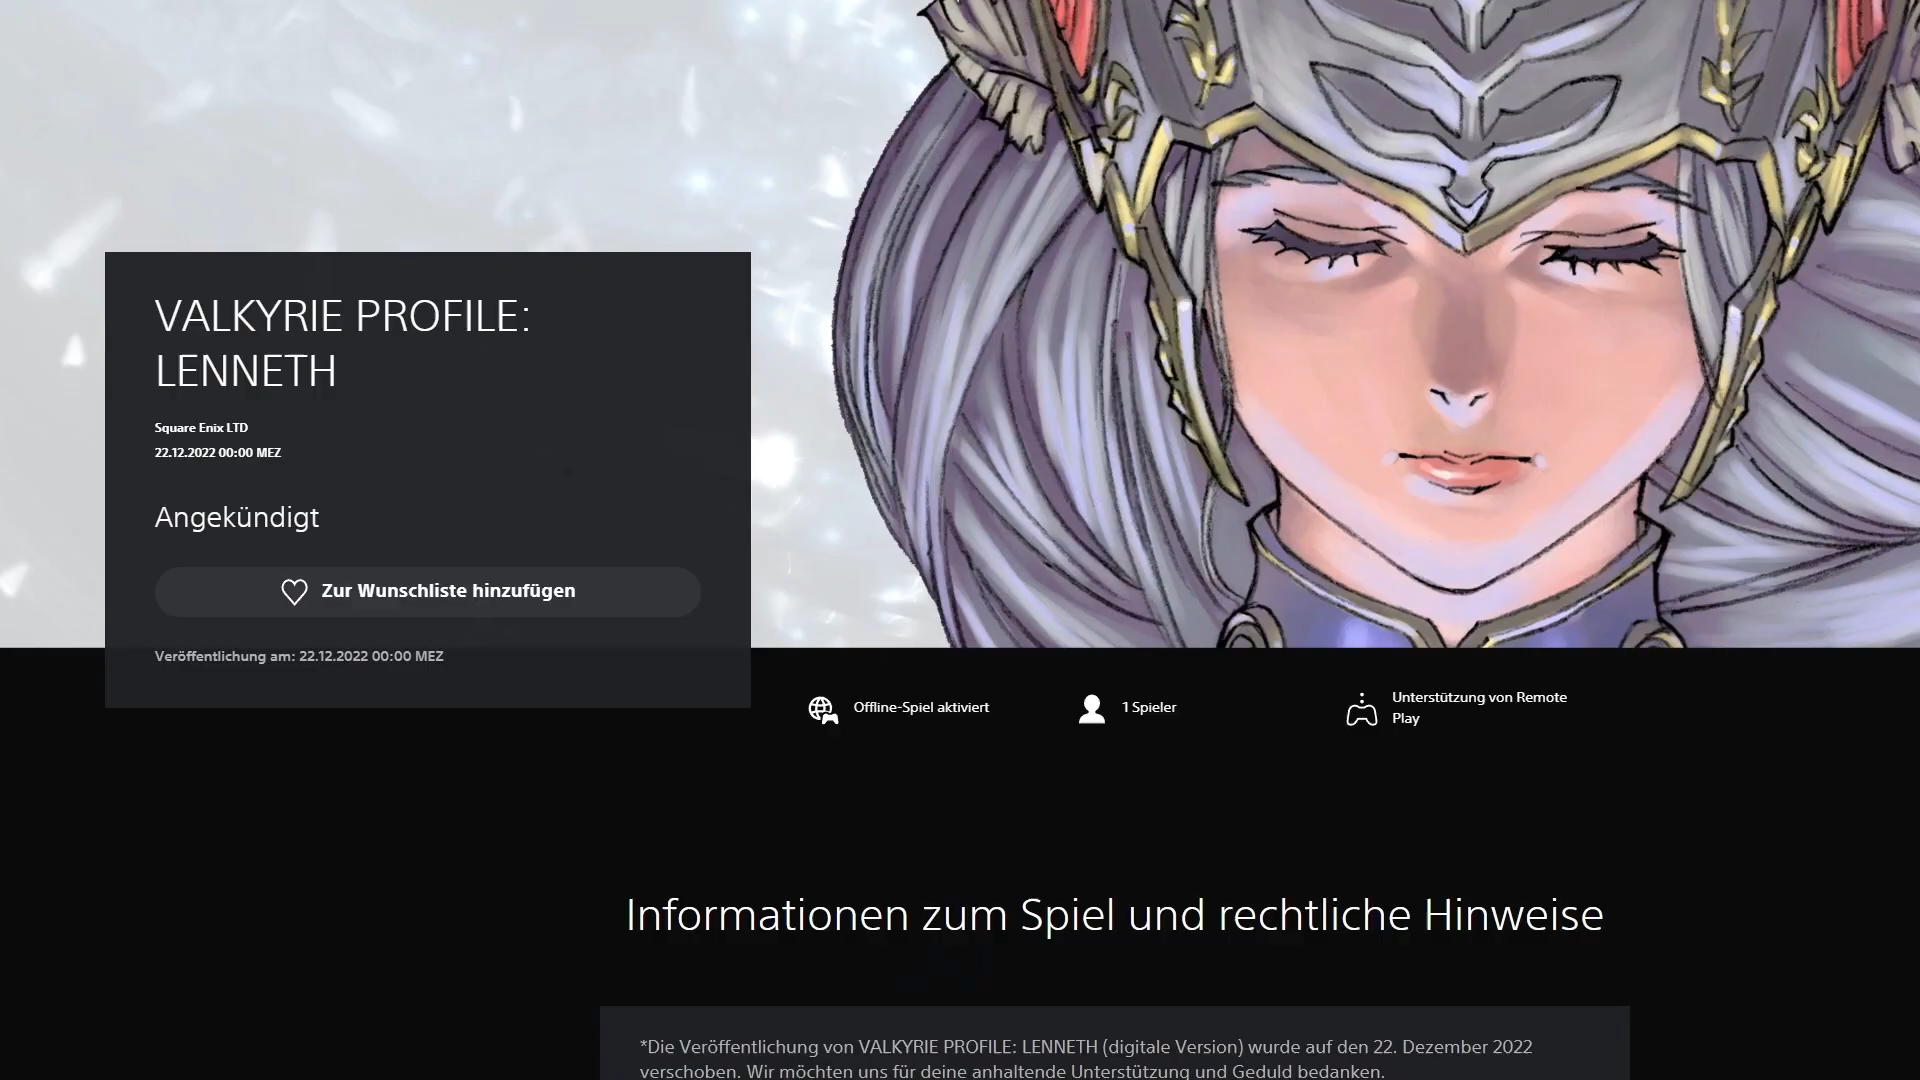 VALKYRIE PROFILE:
LENNETH
Square Enix LTD
22.12.2022 00:00 MEZ
Angekündigt
Zur Wunschliste hinzufügen
Veröffentlichung am: 22.12.2022 00:00 MEZ
Offline-Spiel aktiviert
1 Spieler
Unterstützung von Remote
Play
Informationen zum Spiel und rechtliche Hinweise
*Die Veröffentlichung von VALKYRIE PROFILE: LENNETH (digitale Version) wurde auf den 22. Dezember 2022
verschoben. Wir möchten uns für deine anhaltende Unterstützung und Geduld bedanken.